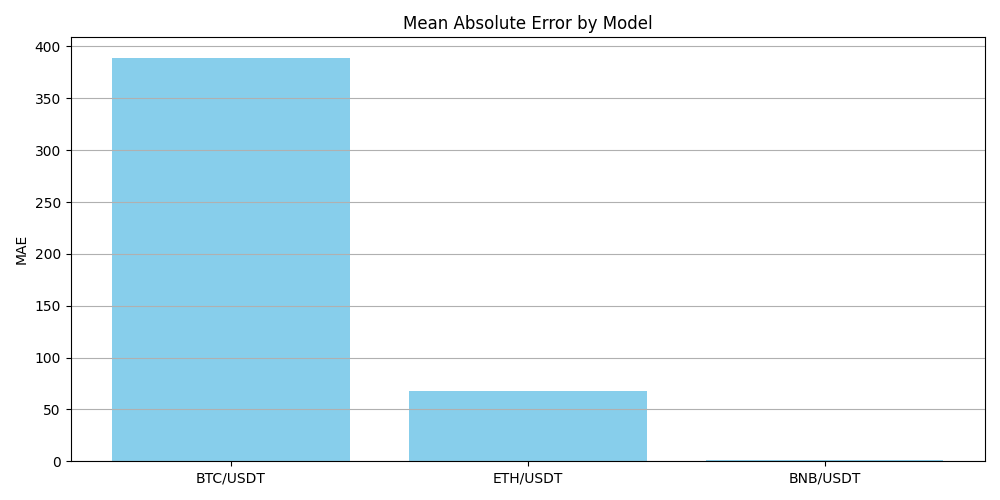 Mean Absolute Error by Model
400
350
300
250
200
150
100
50
0
MAE
BTC/USDT
ETH/USDT
BNB/USDT